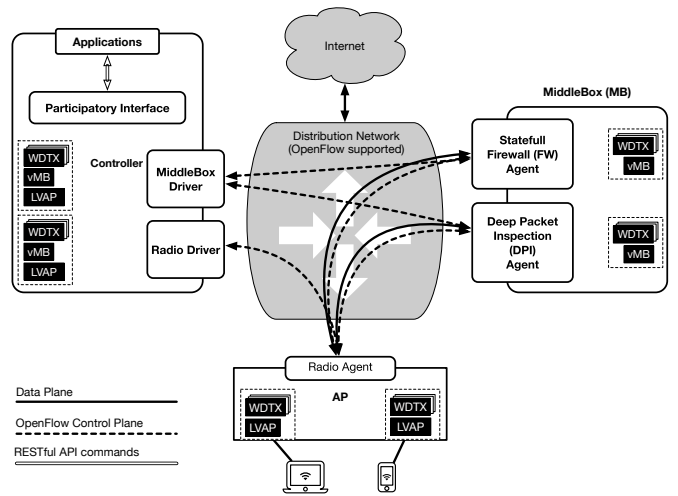 Applications
Participatory Interface
Controller
WDTX
vMB
LVAP
WDTX
vMB
LVAP
MiddleBox
Driver
Radio Driver
Internet
Distribution Network
(OpenFlow supported)
MiddleBox (MB)
Statefull
Firewall (FW)
Agent
WDTX
vMB
Deep Packet
Inspection
(DPI)
Agent
WDTX
vMB
Radio Agent
AP
WDTX
LVAP
WDTX
LVAP
Data Plane
OpenFlow Control Plane
RESTful API commands